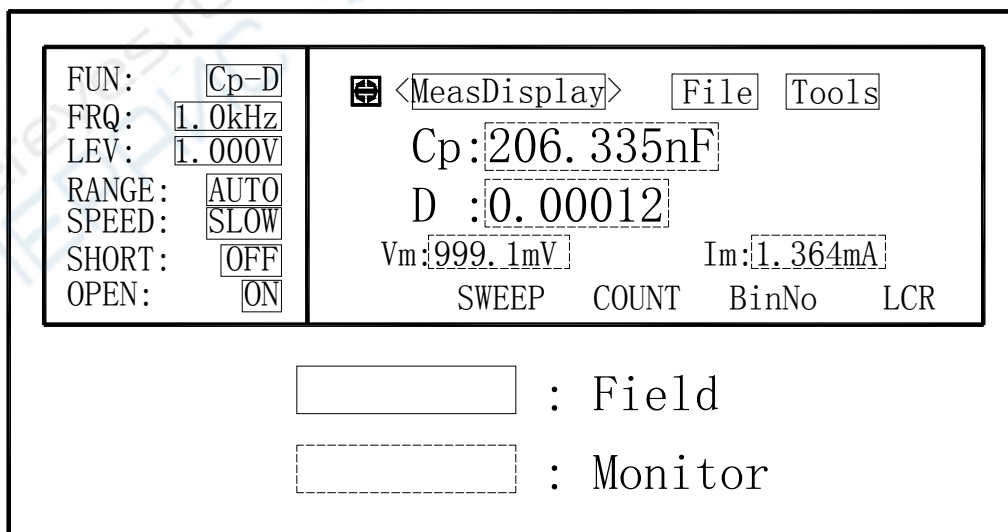 FUN: Cp-D
FRQ: 1.0kHz
LEV: 1.000V
RANGE: AUTO
SPEED: SLOW
SHORT: OFF
OPEN: ON
<MeasDisplay> File Tools
Cp:206.335nF
D :0.00012
Vm:999.1mV Im:1.364mA
SWEEP COUNT BinNo LCR
: Field
: Monitor